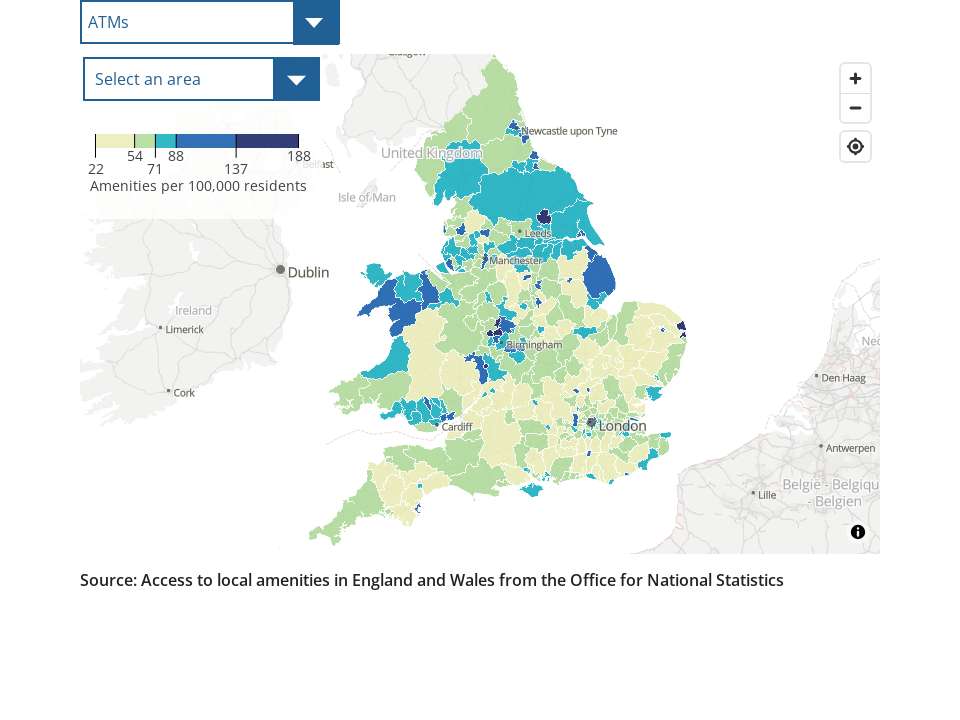 ATMs
Select an area
Glasgow
Newcastle upon Tyne
United Kingdom
54 88 188
22 71 137
Amenities per 100,000 residents
Belfast
Isle of Man
Leeds
Manchester
Dublin
Ireland
Limerick
Birmingham
Den Haag
Cork
Cardiff
London
Antwerpen
België - Belgiqu
- Belgien
Lille
Source: Access to local amenities in England and Wales from the Office for National Statistics